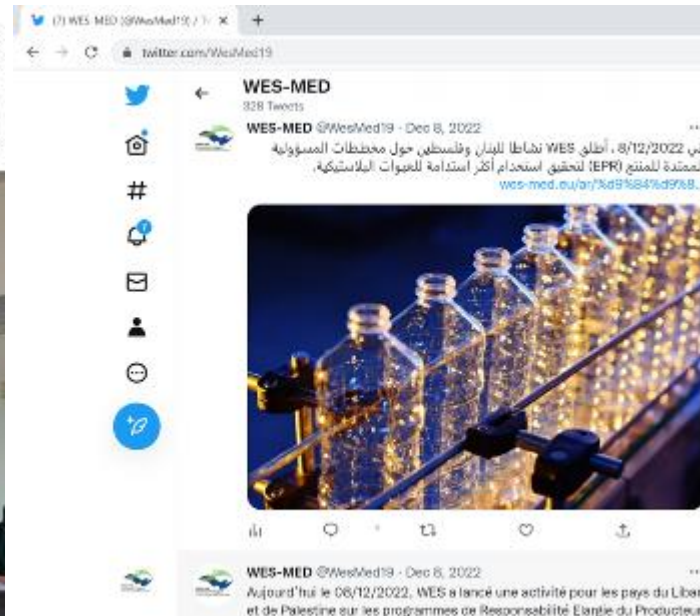 (7) WES-MED (@WesMed19) / Tw
twitter.com/WesMed19
WES-MED
828 Tweets
WES-MED @WesMed19 · Dec 8, 2022
في 8/12/2022 ، أطلق WES نشاطا للبنان وفلسطين حول مخططات المسؤولية
الممتدة للمنتج (EPR) لتحقيق استخدام أكثر استدامة للعبوات البلاستيكية.
wes-med.eu/ar/%d9%84%d9%8...
7
WES-MED @WesMed19 · Dec 8, 2022
Aujourd'hui le 08/12/2022, WES a lancé une activité pour les pays du Liba
et de Palestine sur les programmes de Responsabilité Elargie du Producteur